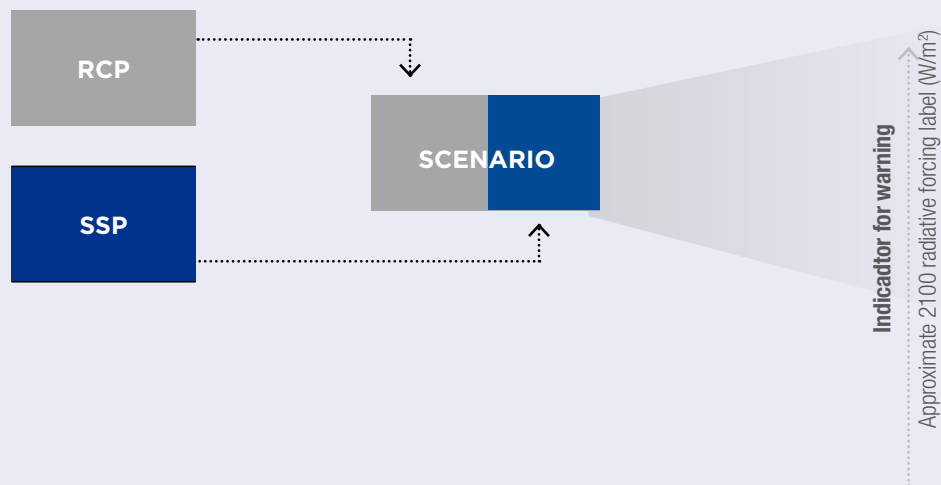 RCP
SCENARIO
SSP
Indicadtor for warning
Approximate 2100 radiative forcing label (W/m²)